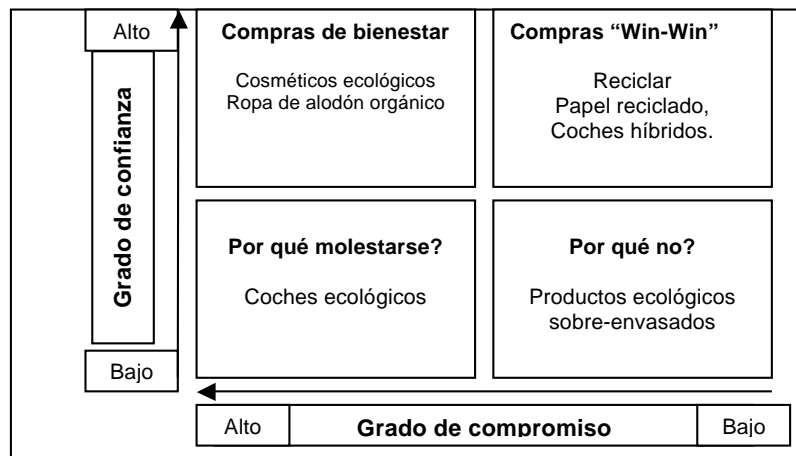 Alto
Grado de confianza
Bajo
Compras de bienestar
Cosméticos ecológicos
Ropa de alodón orgánico
Compras “Win-Win”
Reciclar
Papel reciclado,
Coches híbridos.
Por qué molestarse?
Coches ecológicos
Por qué no?
Productos ecológicos
sobre-envasados
Alto
Grado de compromiso
Bajo